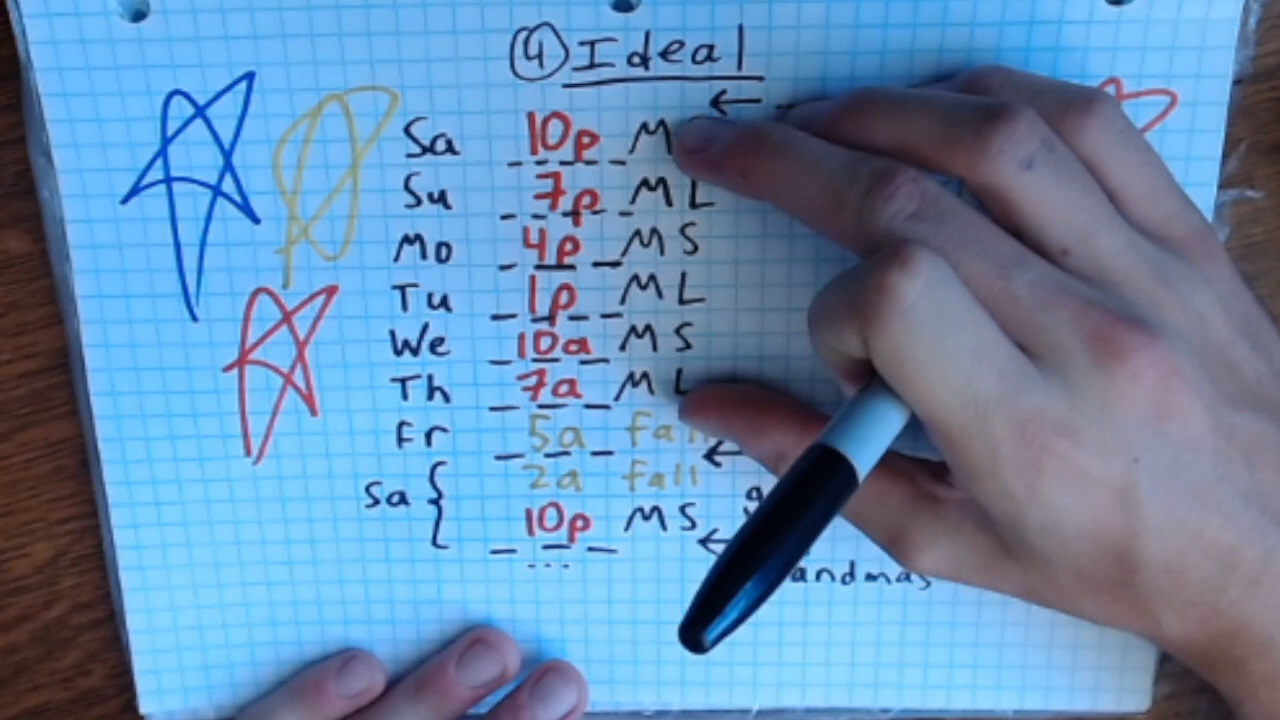 ④ Ideal
←
Sa 10p M
Su 7p ML
Mo 4p MS
Tu 1p ML
We 10a MS
Th 7a ML
Fr 5a fall
←
Sa { 2a fall
10p MS
←
...